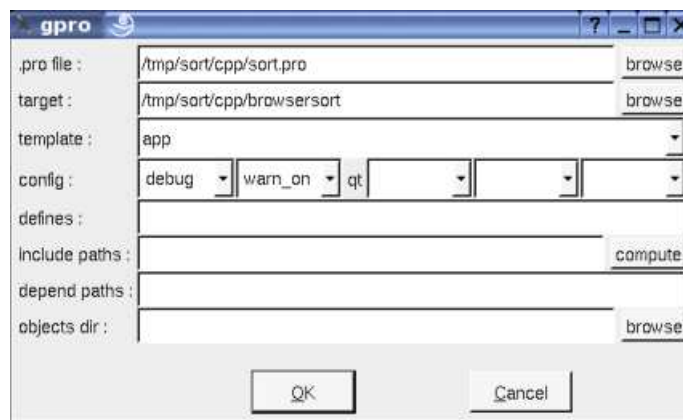 gpro ?
.pro file : /tmp/sort/cpp/sort.pro browse
target : /tmp/sort/cpp/browsersort browse
template : app
config : debug warn_on qt
defines :
include paths : compute
depend paths :
objects dir : browse
OK Cancel